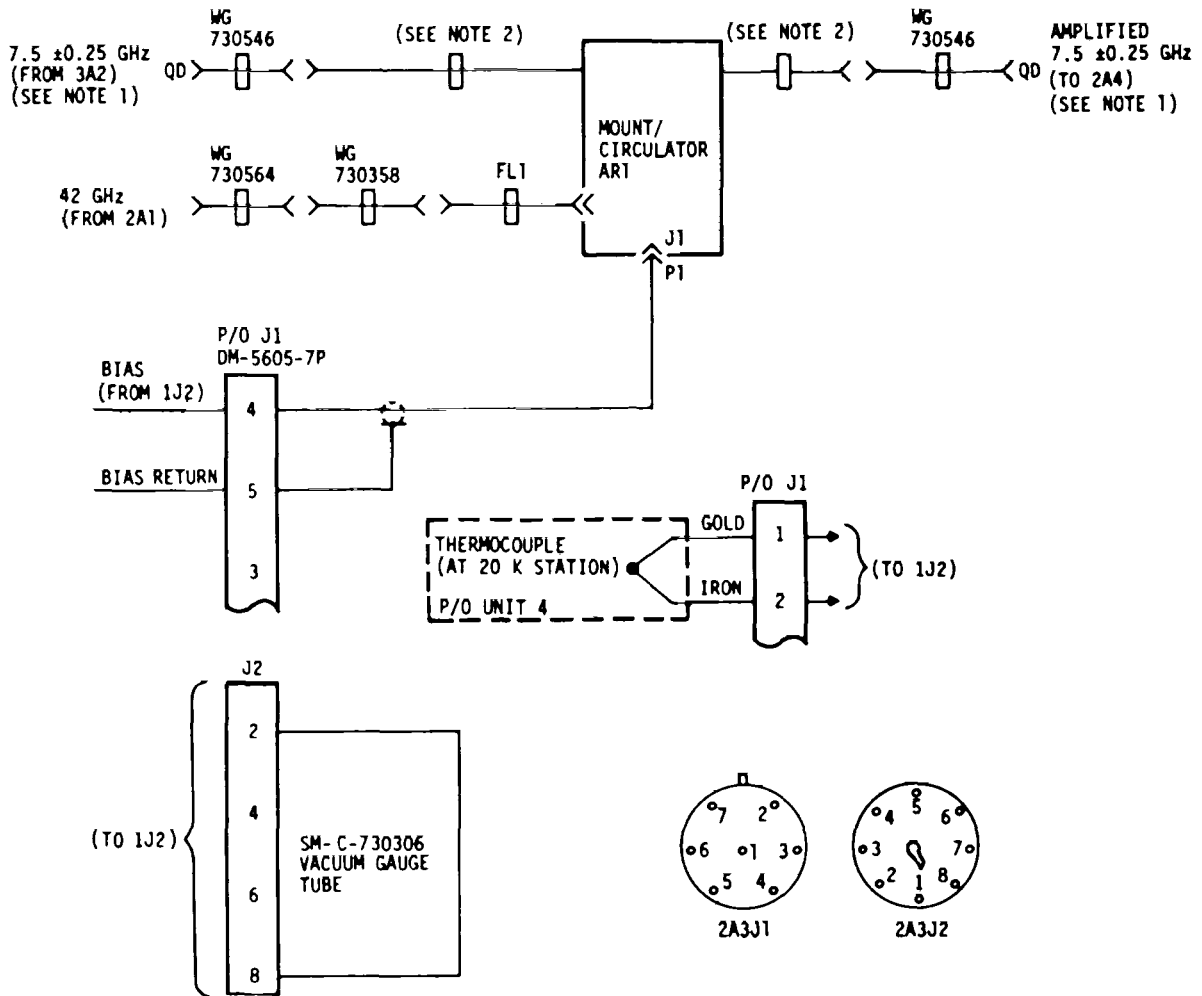 WG
730546
7.5 ±0.25 GHz
(FROM 3A2)
(SEE NOTE 1)
QD
(SEE NOTE 2)
(SEE NOTE 2)
WG
730546
QD
AMPLIFIED
7.5 ±0.25 GHz
(TO 2A4)
(SEE NOTE 1)
MOUNT/
CIRCULATOR
AR1
WG
730564
WG
730358
FL1
42 GHz
(FROM 2A1)
J1
P1
P/O J1
DM-5605-7P
BIAS
(FROM 1J2)
4
BIAS RETURN
5
3
P/O J1
THERMOCOUPLE
(AT 20 K STATION)
P/O UNIT 4
GOLD
1
IRON
2
(TO 1J2)
J2
2
4
6
8
(TO 1J2)
SM-C-730306
VACUUM GAUGE
TUBE
7 2
6 1 3
5 4
2A3J1
5
4 6
3 7
2 1 8
2A3J2